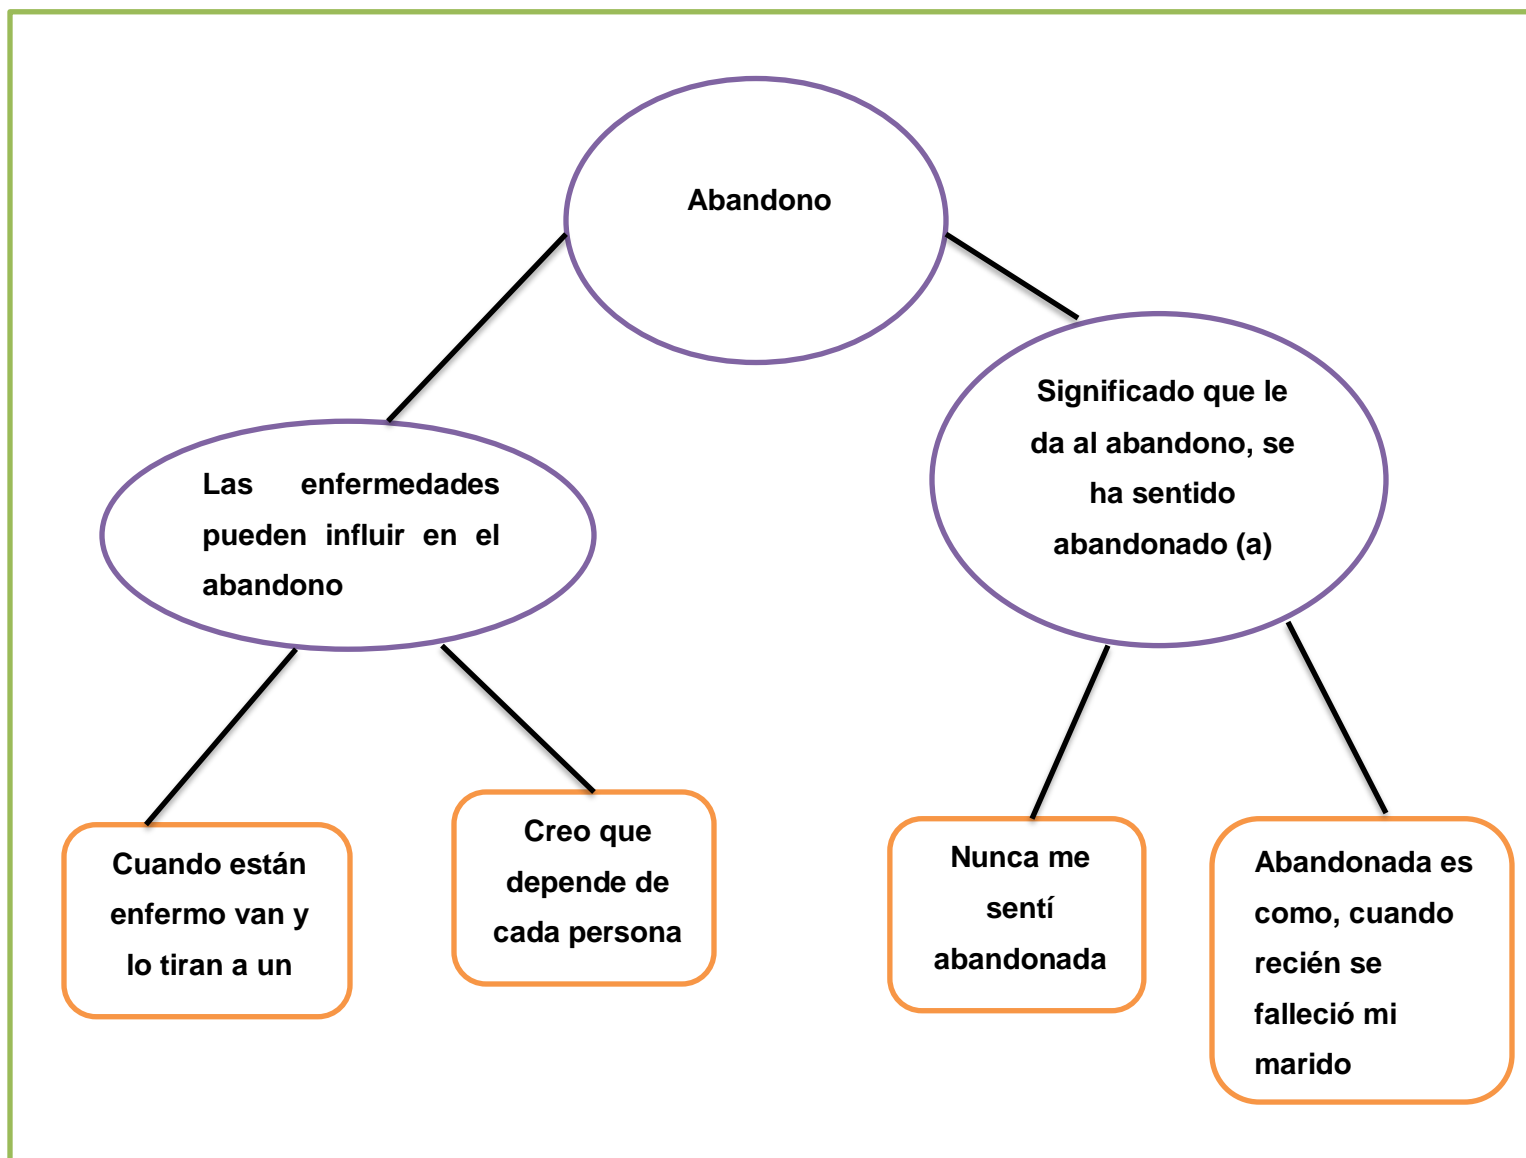 Abandono
Significado que le
da al abandono, se
ha sentido
abandonado (a)
Las enfermedades
pueden influir en el
abandono
Cuando están
enfermo van y
lo tiran a un
Creo que
depende de
cada persona
Nunca me
sentí
abandonada
Abandonada es
como, cuando
recién se
falleció mi
marido